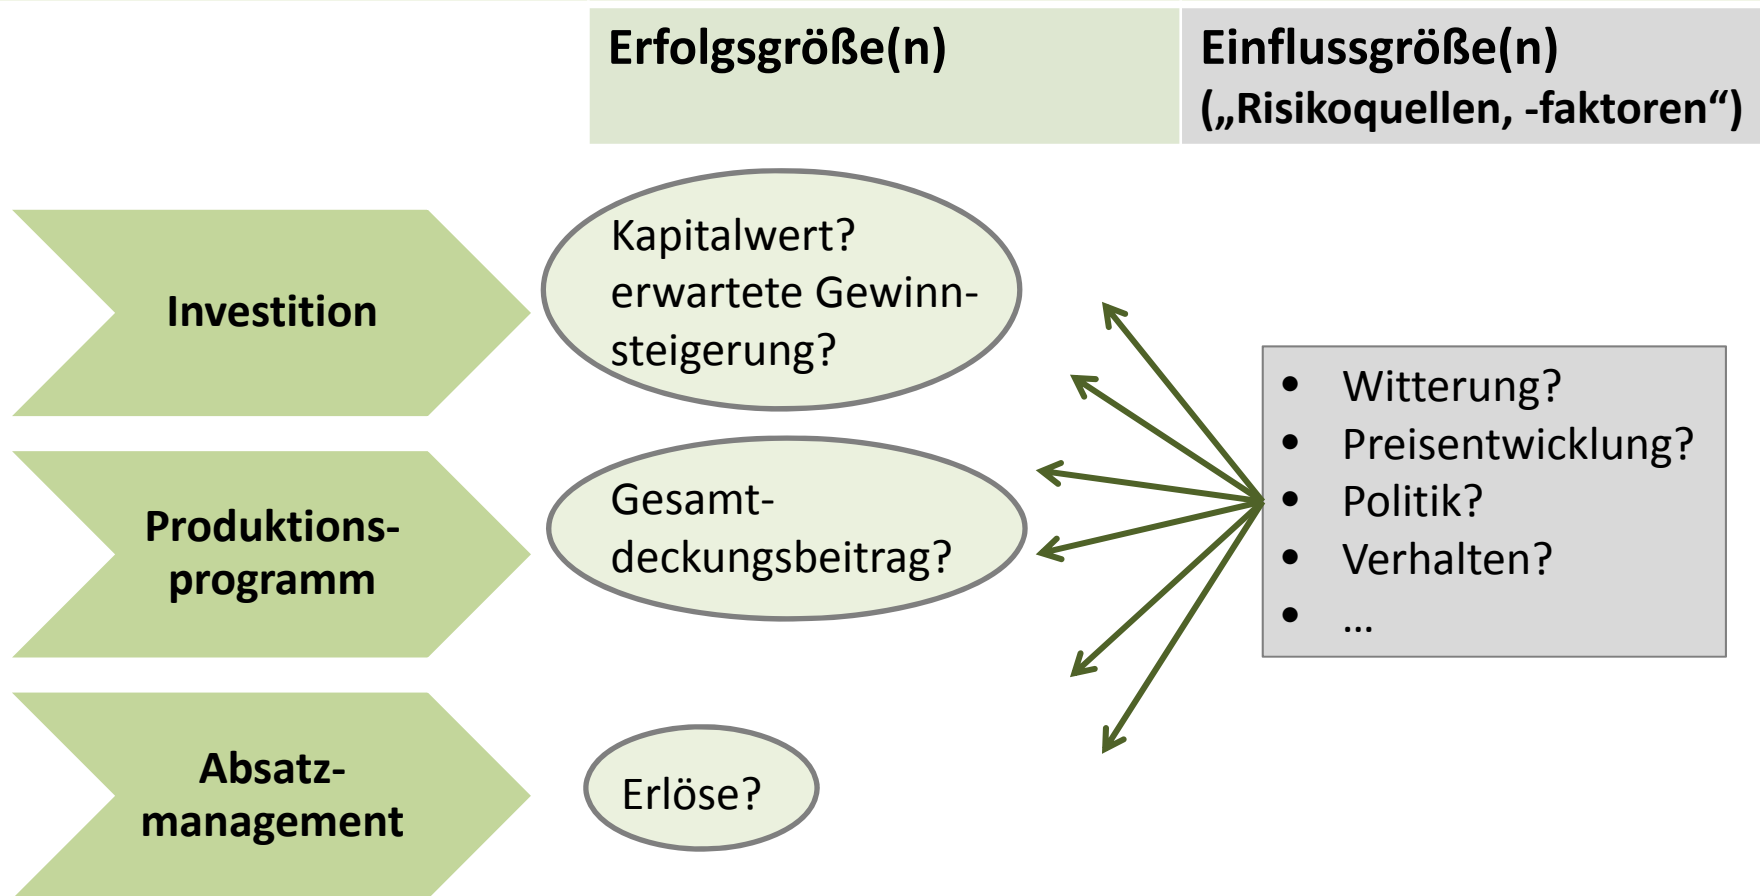 Erfolgsgröße(n)
Einflussgröße(n)
(„Risikoquellen, -faktoren“)
Investition
Kapitalwert?
erwartete Gewinn-
steigerung?
Produktions-
programm
Gesamt-
deckungsbeitrag?
Absatz-
management
Erlöse?
• Witterung?
• Preisentwicklung?
• Politik?
• Verhalten?
• …